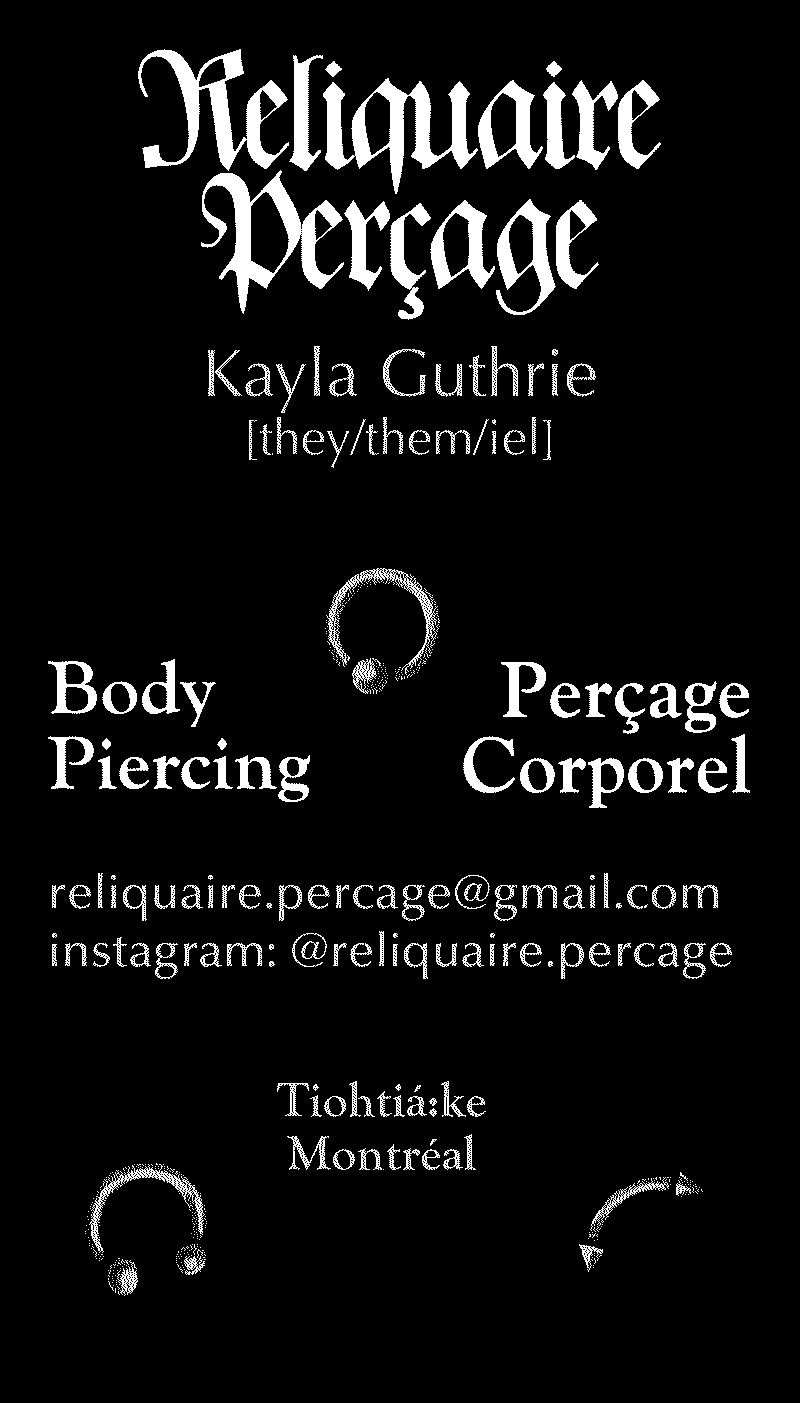 Reliquaire
Perçage
Kayla Guthrie
[they/them/iel]
Body
Piercing
Perçage
Corporel
reliquaire.percage@gmail.com
instagram: @reliquaire.percage
Tiohtiá:ke
Montréal